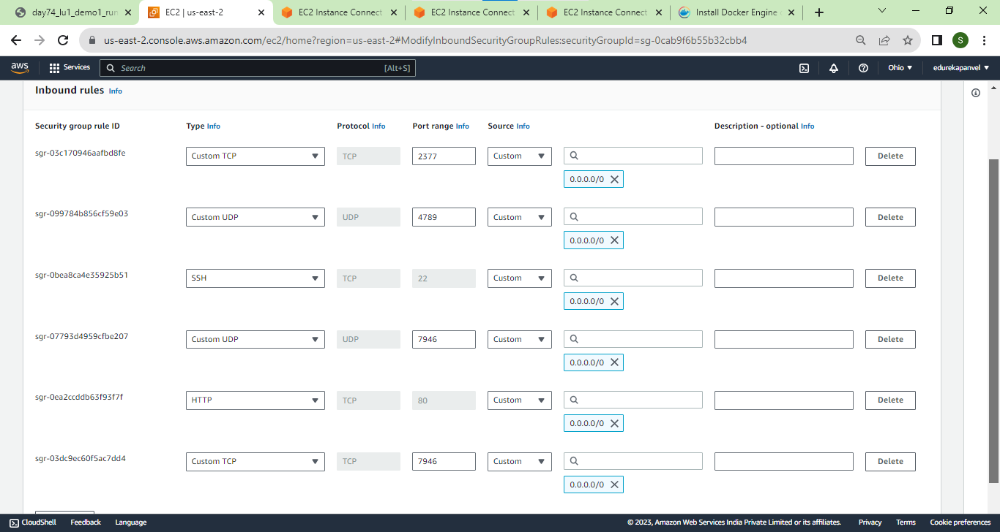 day74_lu1_demo1_run
EC2 | us-east-2
EC2 Instance Connect
EC2 Instance Connect
EC2 Instance Connect
Install Docker Engine
us-east-2.console.aws.amazon.com/ec2/home?region=us-east-2#ModifyInboundSecurityGroupRules:securityGroupId=sg-0cab9f6b55b32cbb4
S
aws Services Search [Alt+S] Ohio edurekapanvel
Inbound rules Info
Security group rule ID Type Info Protocol Info Port range Info Source Info Description - optional Info
sgr-03c170946aafbd8fe Custom TCP TCP 2377 Custom Delete
0.0.0.0/0
sgr-099784b856cf59e03 Custom UDP UDP 4789 Custom Delete
0.0.0.0/0
sgr-0bea8ca4e35925b51 SSH TCP 22 Custom Delete
0.0.0.0/0
sgr-07793d4959cfbe207 Custom UDP UDP 7946 Custom Delete
0.0.0.0/0
sgr-0ea2ccddb63f93f7f HTTP TCP 80 Custom Delete
0.0.0.0/0
sgr-03dc9ec60f5ac7dd4 Custom TCP TCP 7946 Custom Delete
0.0.0.0/0
CloudShell Feedback Language © 2023, Amazon Web Services India Private Limited or its affiliates. Privacy Terms Cookie preferences